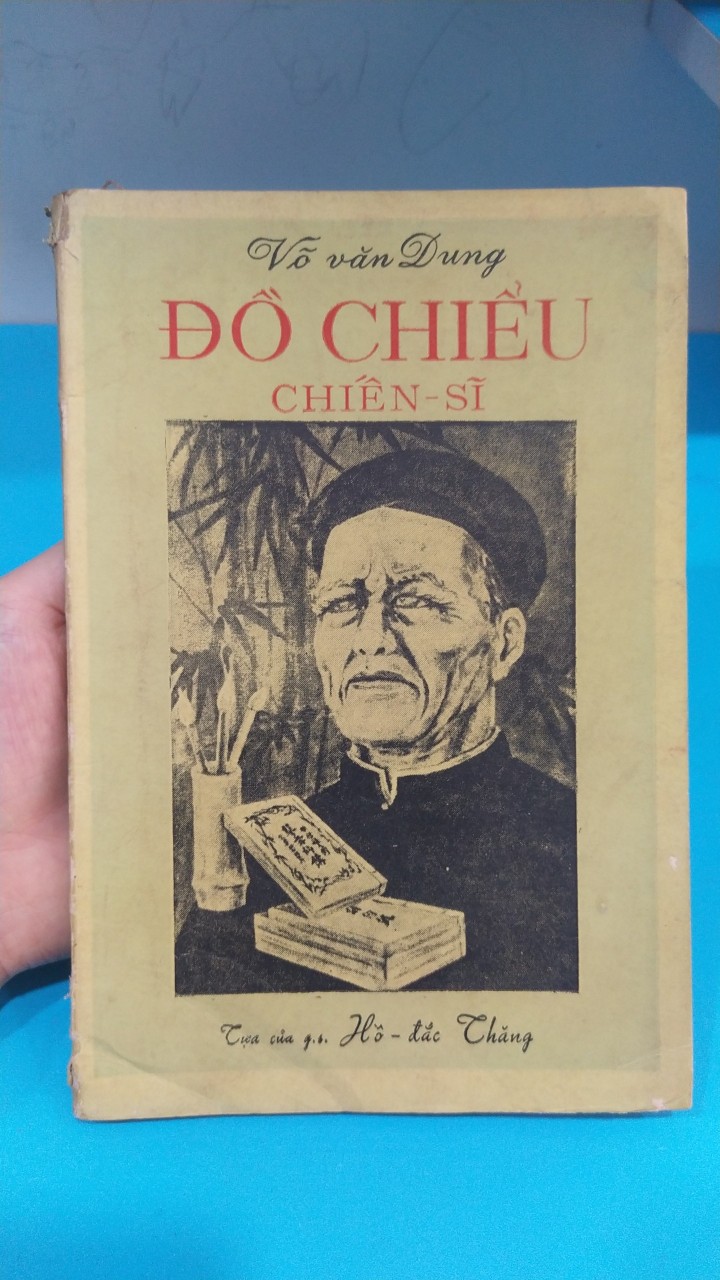 Võ văn Dung
ĐỒ CHIỂU
CHIẾN-SĨ
Tựa của g.s. Hồ-đắc Thăng